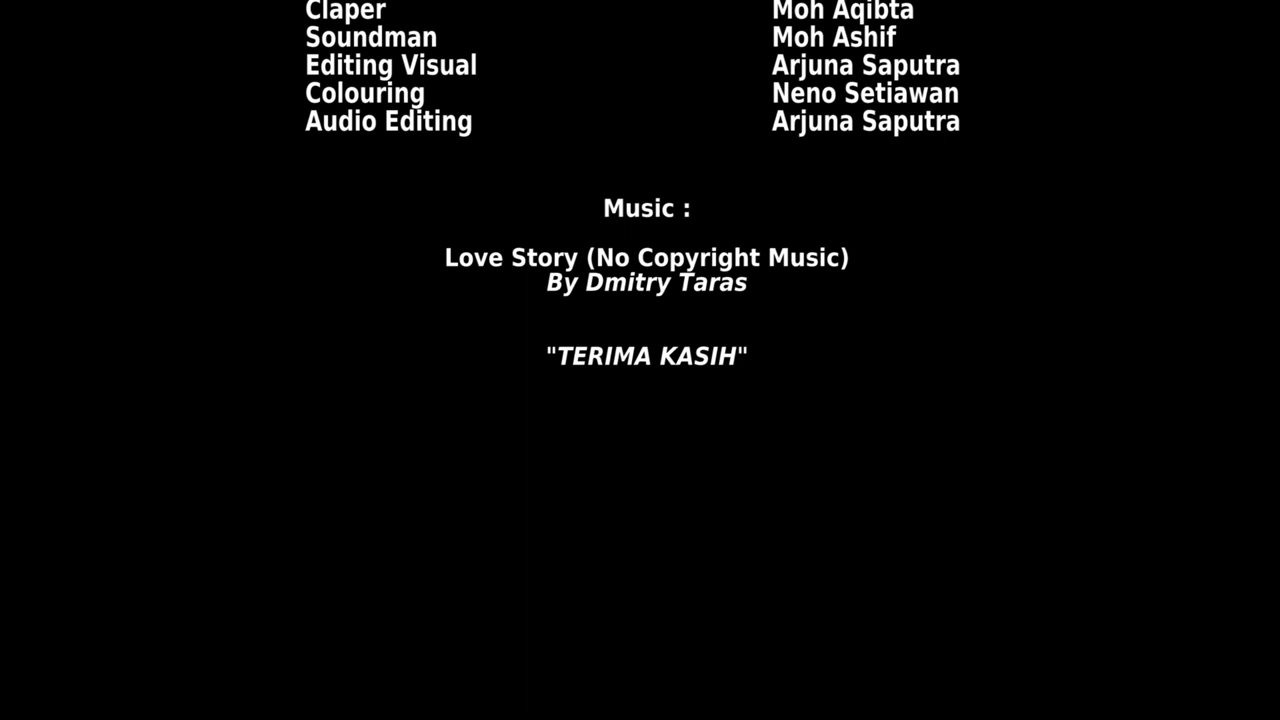 Claper Moh Aqibta
Soundman Moh Ashif
Editing Visual Arjuna Saputra
Colouring Neno Setiawan
Audio Editing Arjuna Saputra
Music :
Love Story (No Copyright Music)
By Dmitry Taras
"TERIMA KASIH"